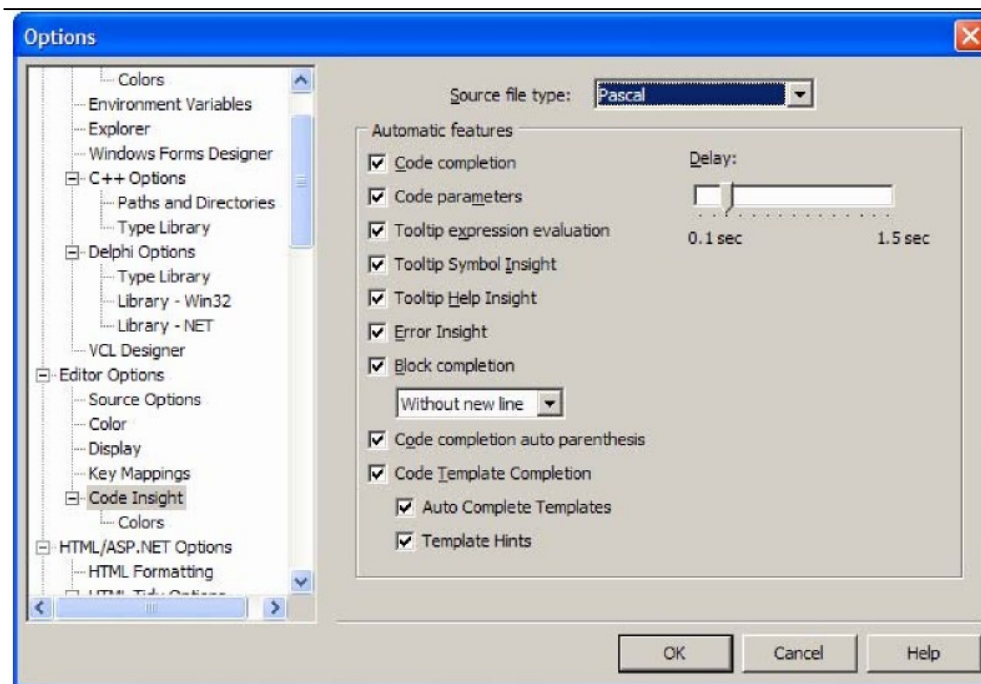 Options
Colors
Environment Variables
Explorer
Windows Forms Designer
C++ Options
Paths and Directories
Type Library
Delphi Options
Type Library
Library - Win32
Library - NET
VCL Designer
Editor Options
Source Options
Color
Display
Key Mappings
Code Insight
Colors
HTML/ASP.NET Options
HTML Formatting
HTML Tidy Options
Source file type: Pascal
Automatic features
Code completion
Code parameters
Tooltip expression evaluation
Tooltip Symbol Insight
Tooltip Help Insight
Error Insight
Block completion
Without new line
Code completion auto parenthesis
Code Template Completion
Auto Complete Templates
Template Hints
Delay:
0.1 sec 1.5 sec
OK Cancel Help